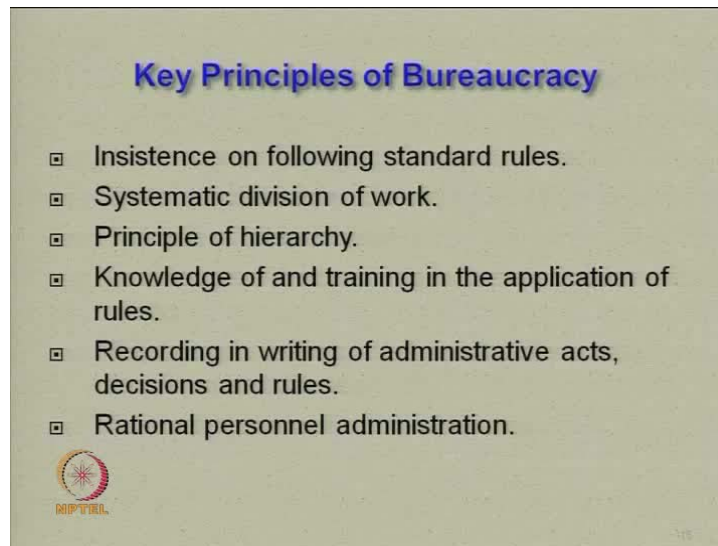 Key Principles of Bureaucracy
Insistence on following standard rules.
Systematic division of work.
Principle of hierarchy.
Knowledge of and training in the application of
rules.
Recording in writing of administrative acts,
decisions and rules.
Rational personnel administration.
NPTEL